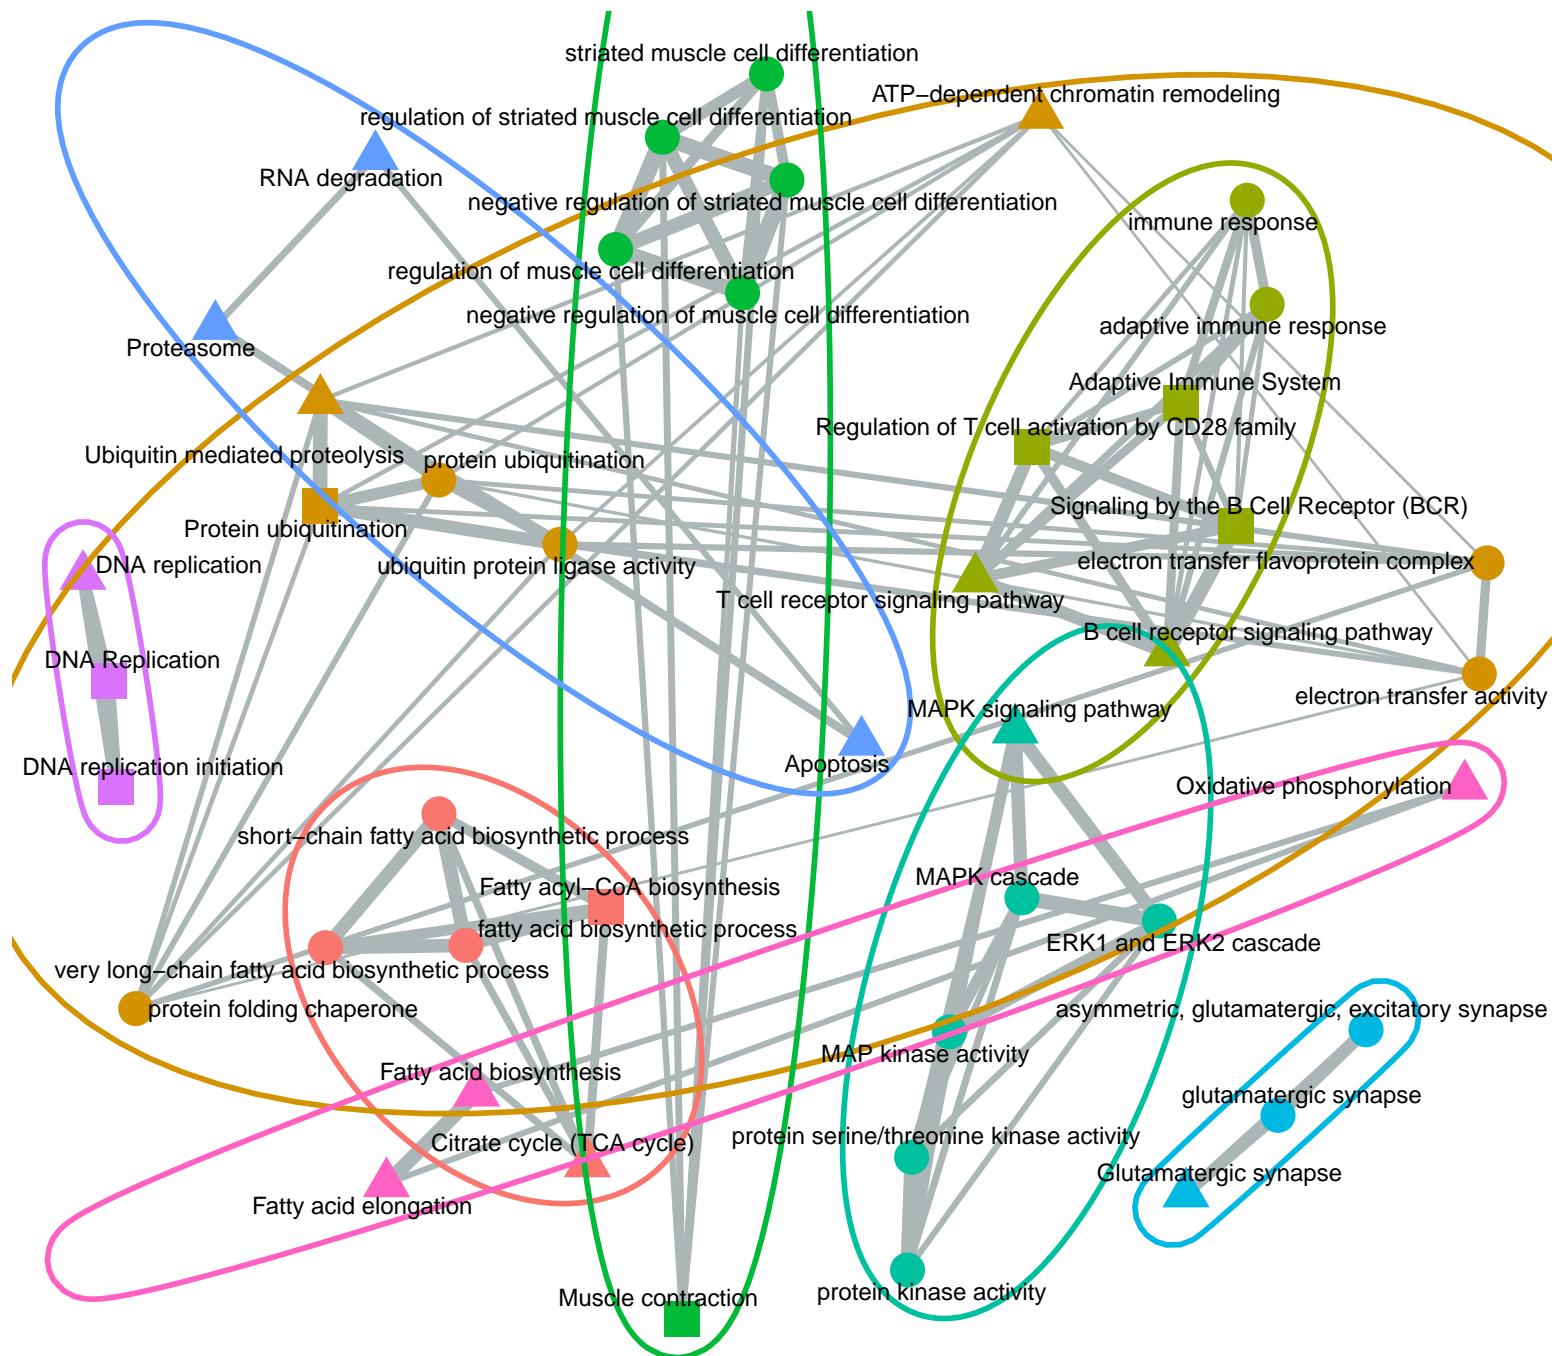 striated muscle cell differentiation
ATP−dependent chromatin remodeling
regulation of striated muscle cell differentiation
RNA degradation
negative regulation of striated muscle cell differentiation
immune response
regulation of muscle cell differentiation
negative regulation of muscle cell differentiation
adaptive immune response
Proteasome
Adaptive Immune System
Regulation of T cell activation by CD28 family
Ubiquitin mediated proteolysis
protein ubiquitination
Signaling by the B Cell Receptor (BCR)
Protein ubiquitination
electron transfer flavoprotein complex
DNA replication
ubiquitin protein ligase activity
T cell receptor signaling pathway
B cell receptor signaling pathway
DNA Replication
electron transfer activity
MAPK signaling pathway
DNA replication initiation
Apoptosis
Oxidative phosphorylation
short−chain fatty acid biosynthetic process
MAPK cascade
Fatty acyl−CoA biosynthesis
fatty acid biosynthetic process
ERK1 and ERK2 cascade
very long−chain fatty acid biosynthetic process
protein folding chaperone
asymmetric, glutamatergic, excitatory synapse
MAP kinase activity
Fatty acid biosynthesis
glutamatergic synapse
protein serine/threonine kinase activity
Citrate cycle (TCA cycle)
Glutamatergic synapse
Fatty acid elongation
protein kinase activity
Muscle contraction